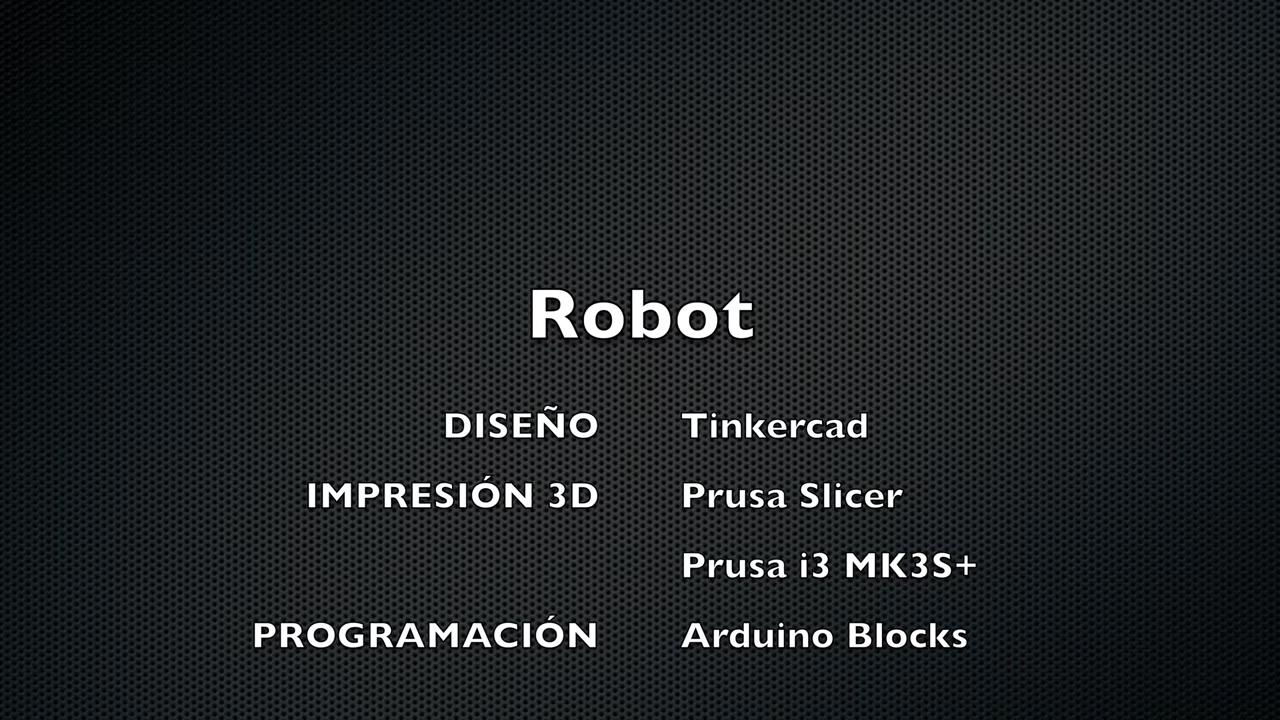 Robot
DISEÑO Tinkercad
IMPRESIÓN 3D Prusa Slicer
Prusa i3 MK3S+
PROGRAMACIÓN Arduino Blocks